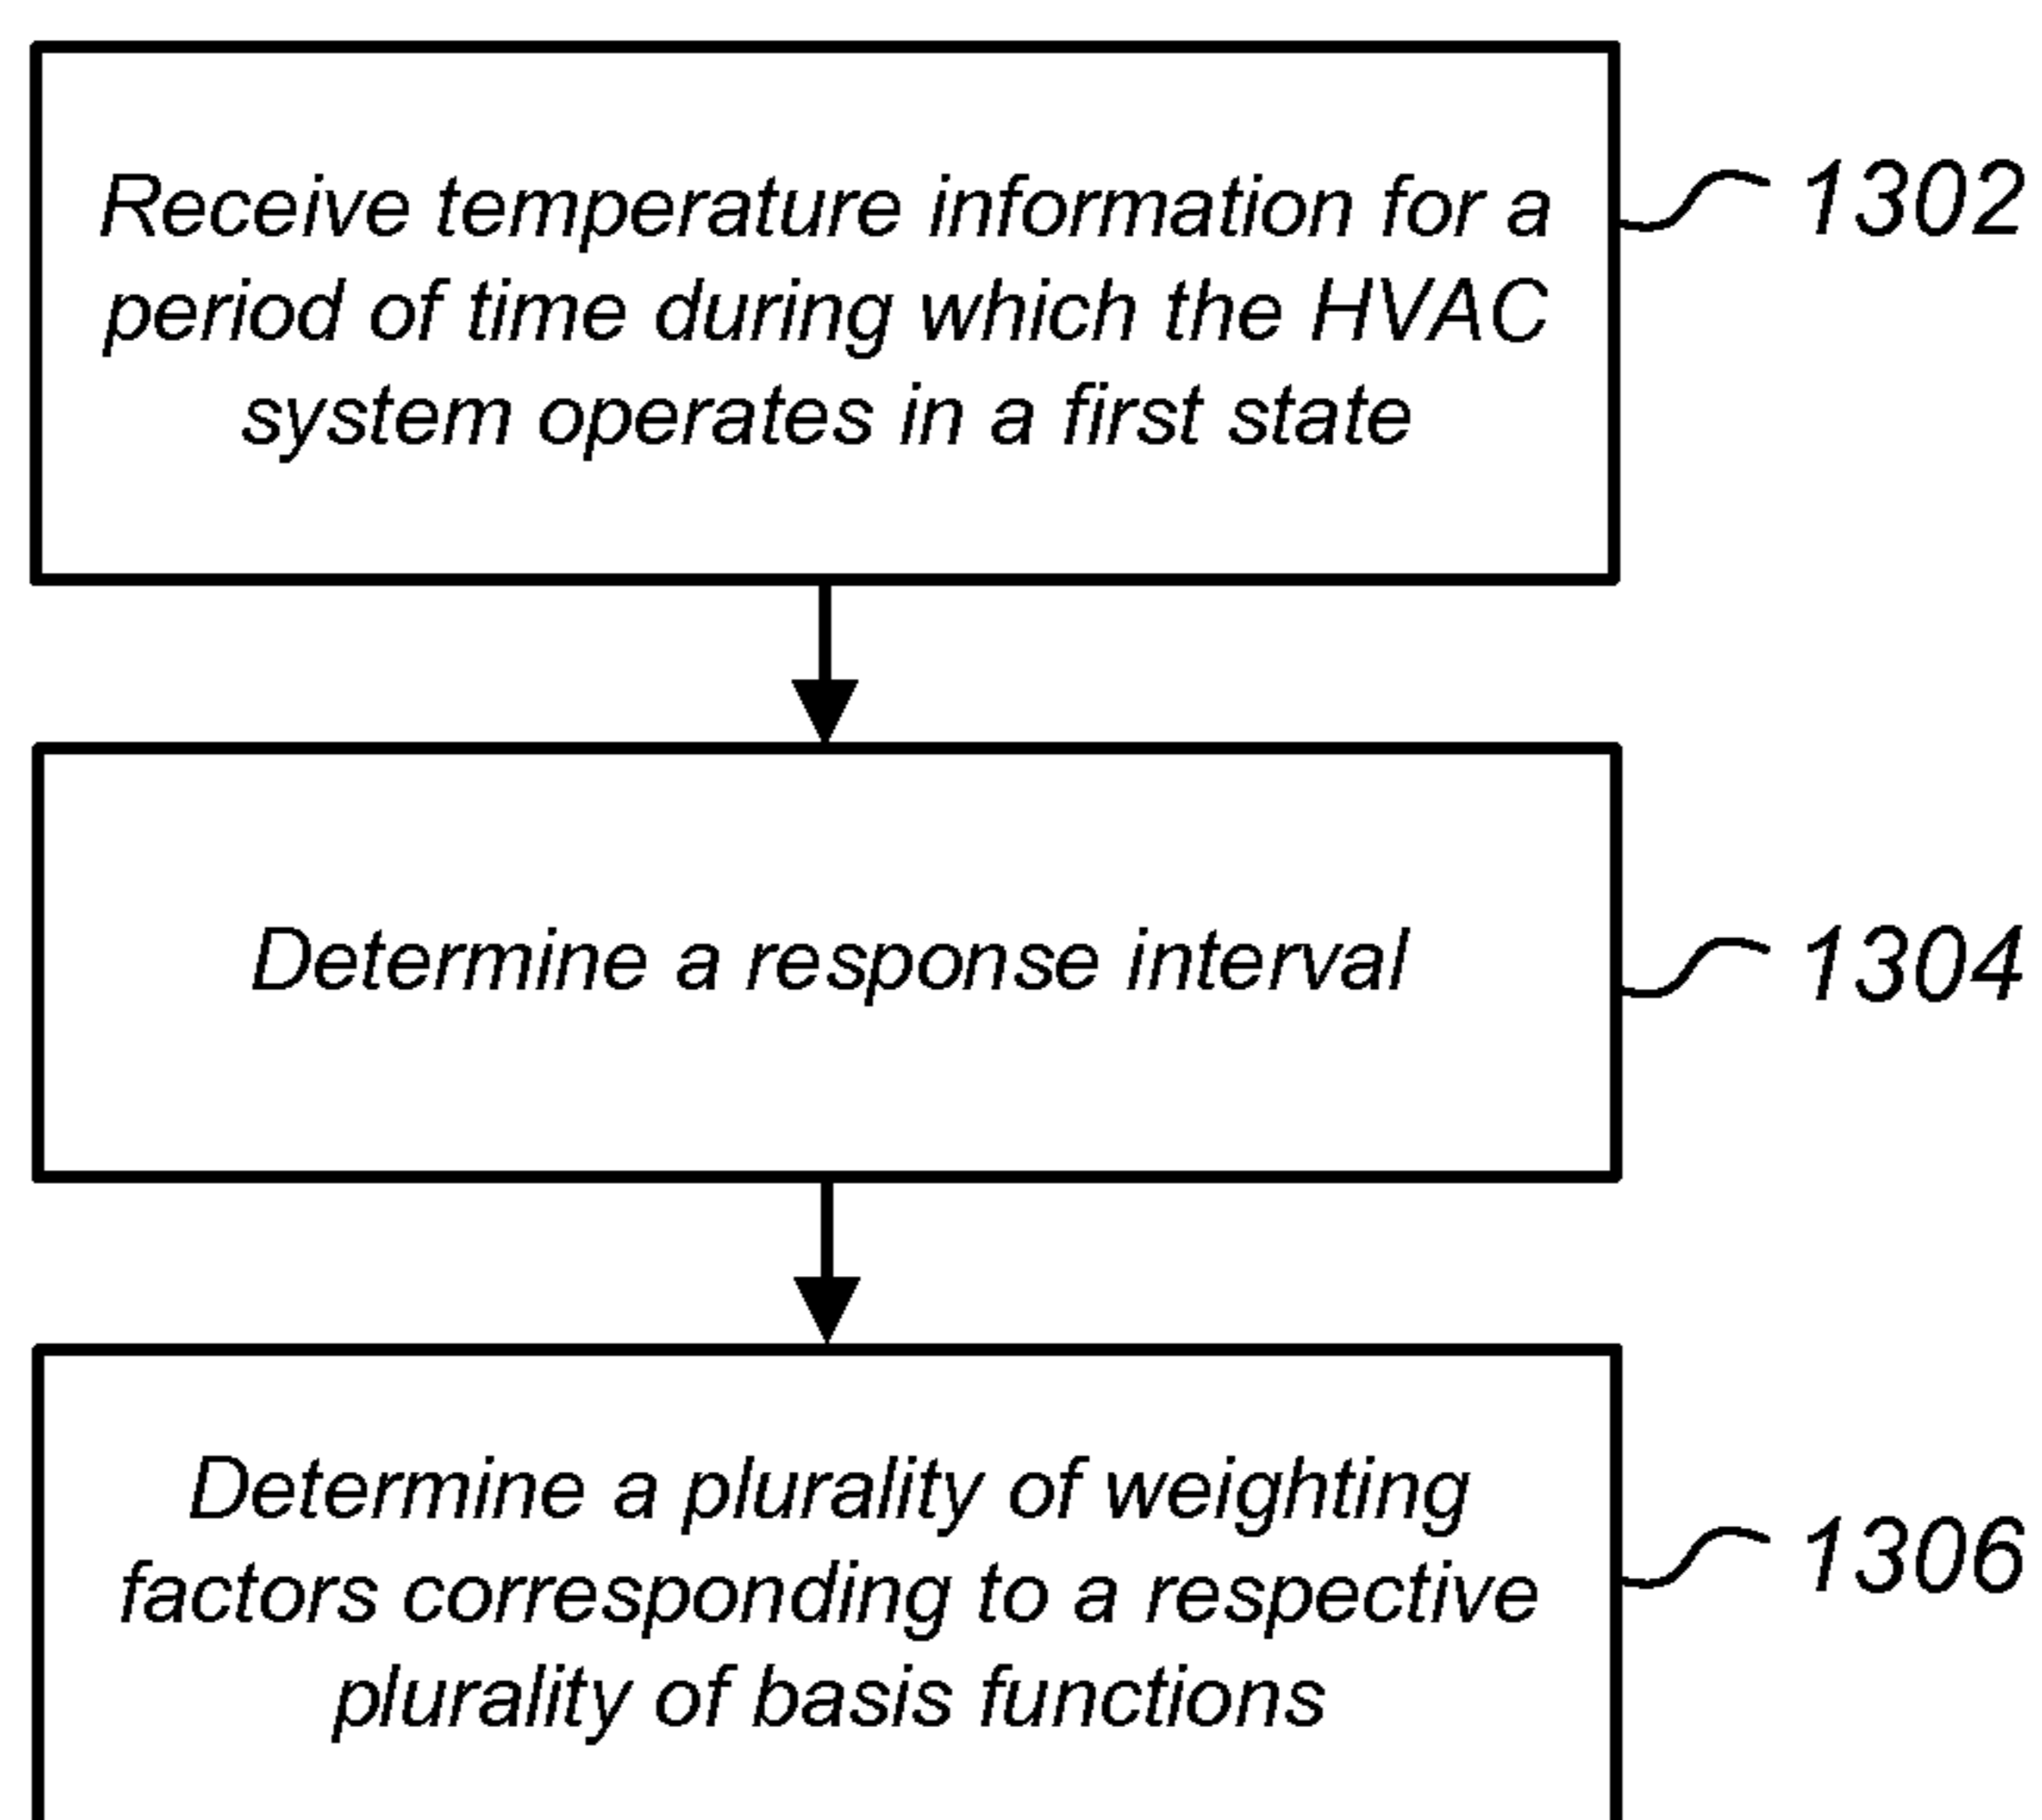 Receive temperature information for a
period of time during which the HVAC
system operates in a first state
1302
Determine a response interval
1304
Determine a plurality of weighting
factors corresponding to a respective
plurality of basis functions
1306